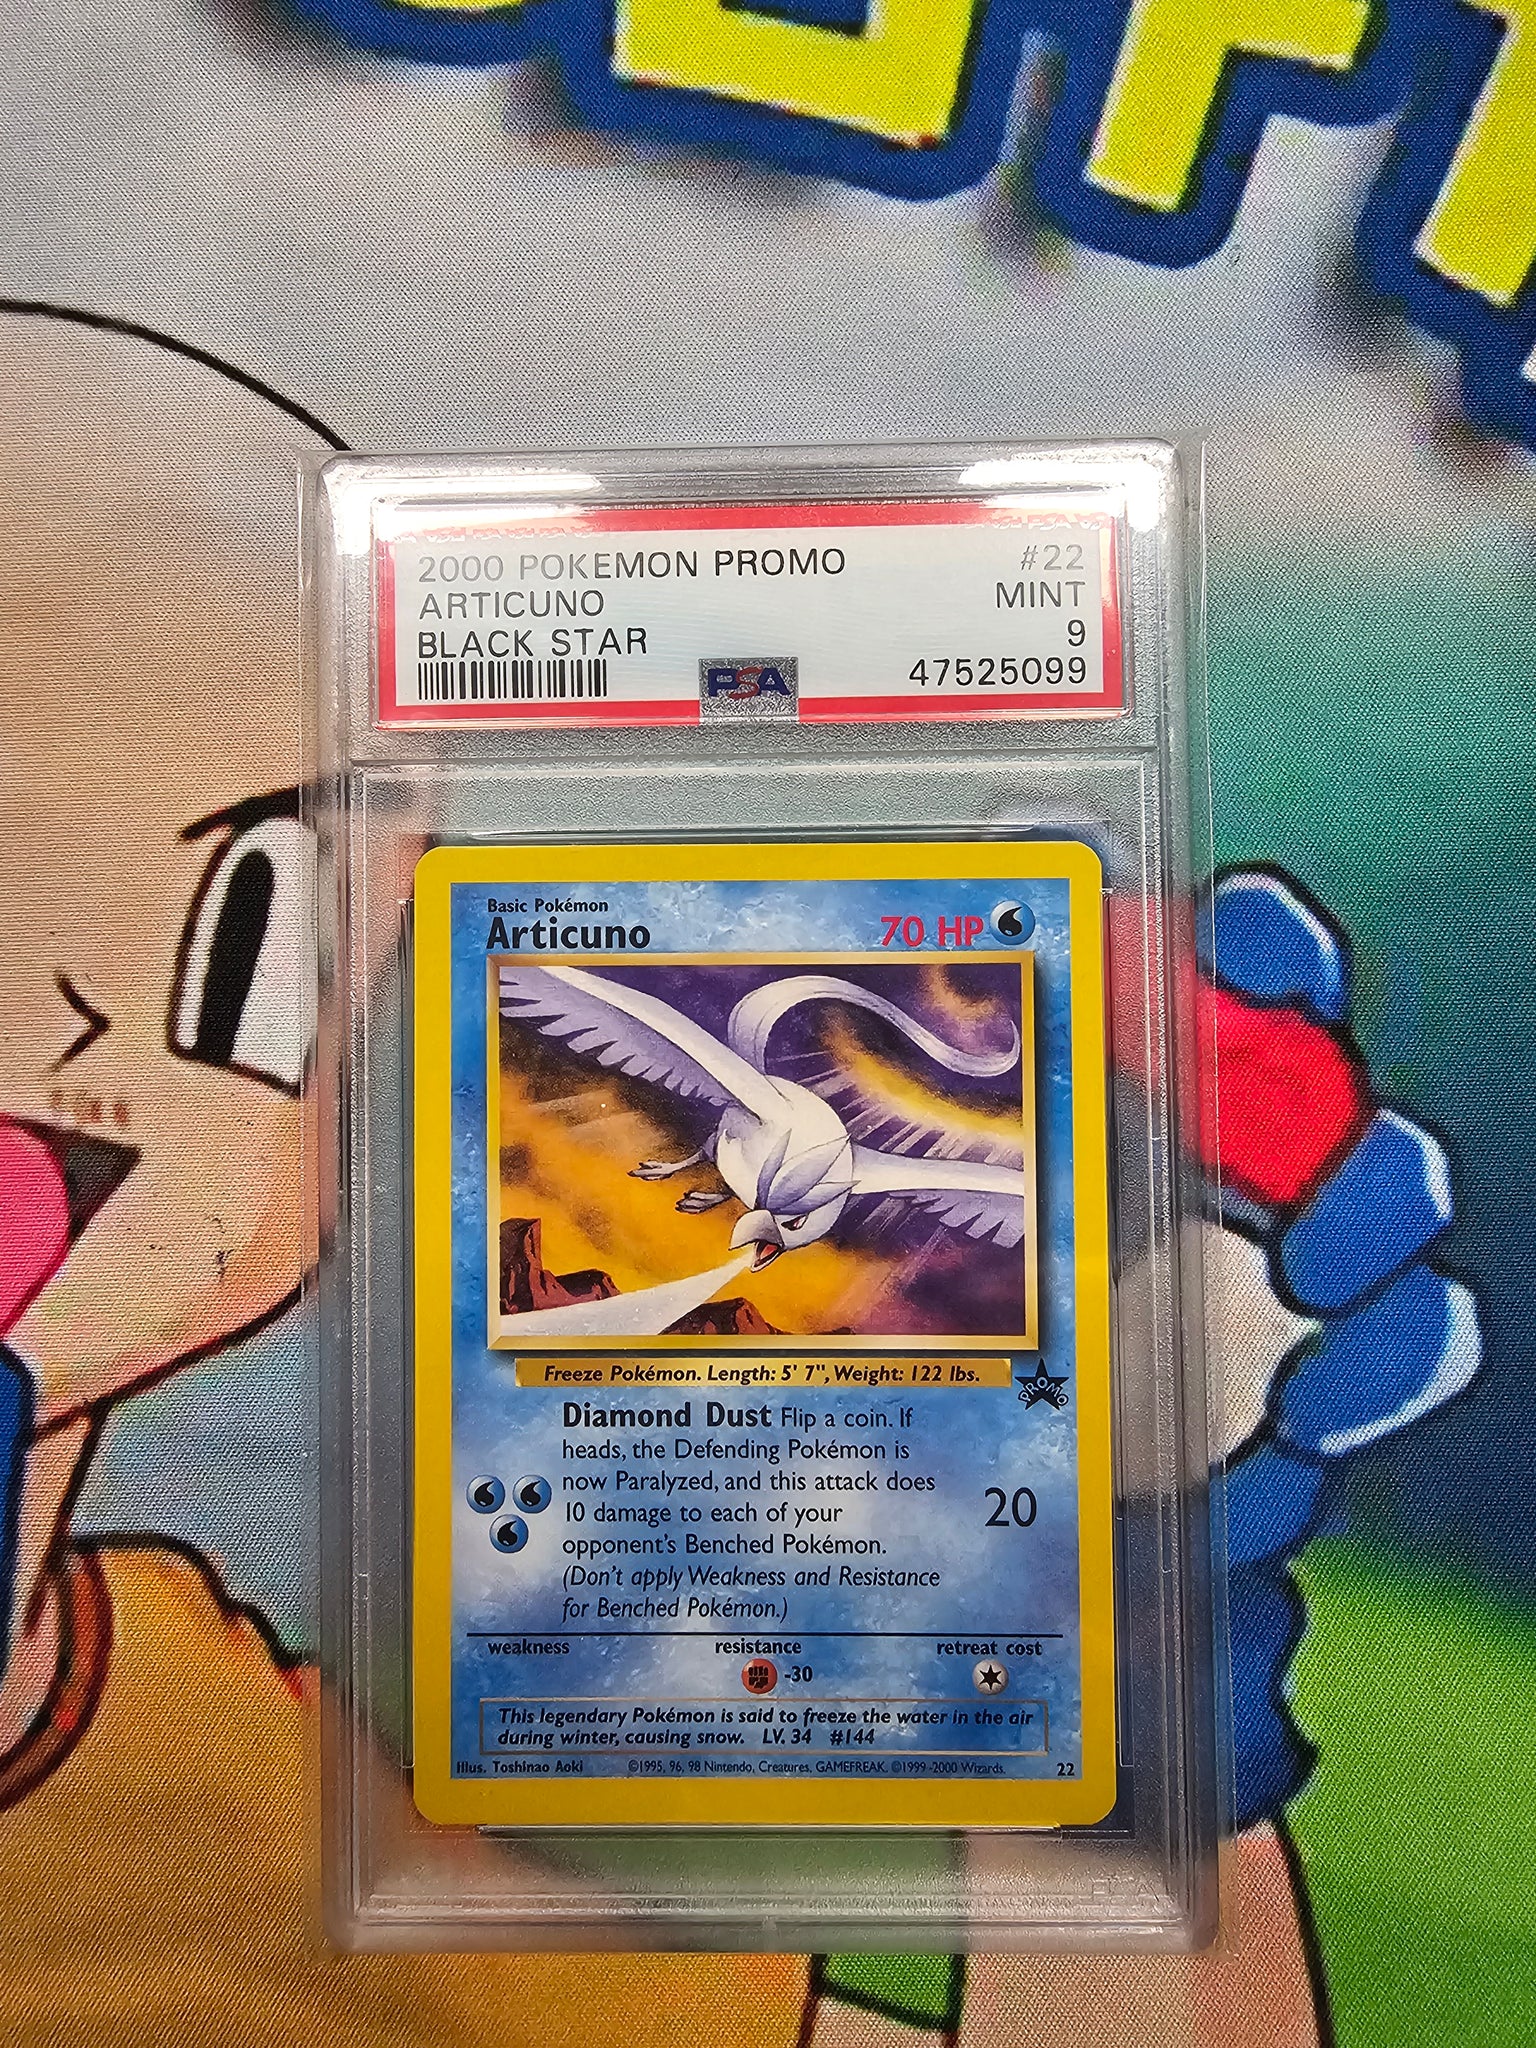 2000 POKEMON PROMO #22
ARTICUNO MINT
BLACK STAR 9
PSA 47525099
Basic Pokémon
Articuno 70 HP
Freeze Pokémon. Length: 5' 7", Weight: 122 lbs.
PROMO
Diamond Dust Flip a coin. If
heads, the Defending Pokémon is
now Paralyzed, and this attack does
10 damage to each of your
opponent's Benched Pokémon.
(Don't apply Weakness and Resistance
for Benched Pokémon.)
20
weakness resistance retreat cost
-30
This legendary Pokémon is said to freeze the water in the air
during winter, causing snow. LV. 34 #144
Illus. Toshinao Aoki ©1995, 96, 98 Nintendo, Creatures, GAMEFREAK. ©1999-2000 Wizards. 22